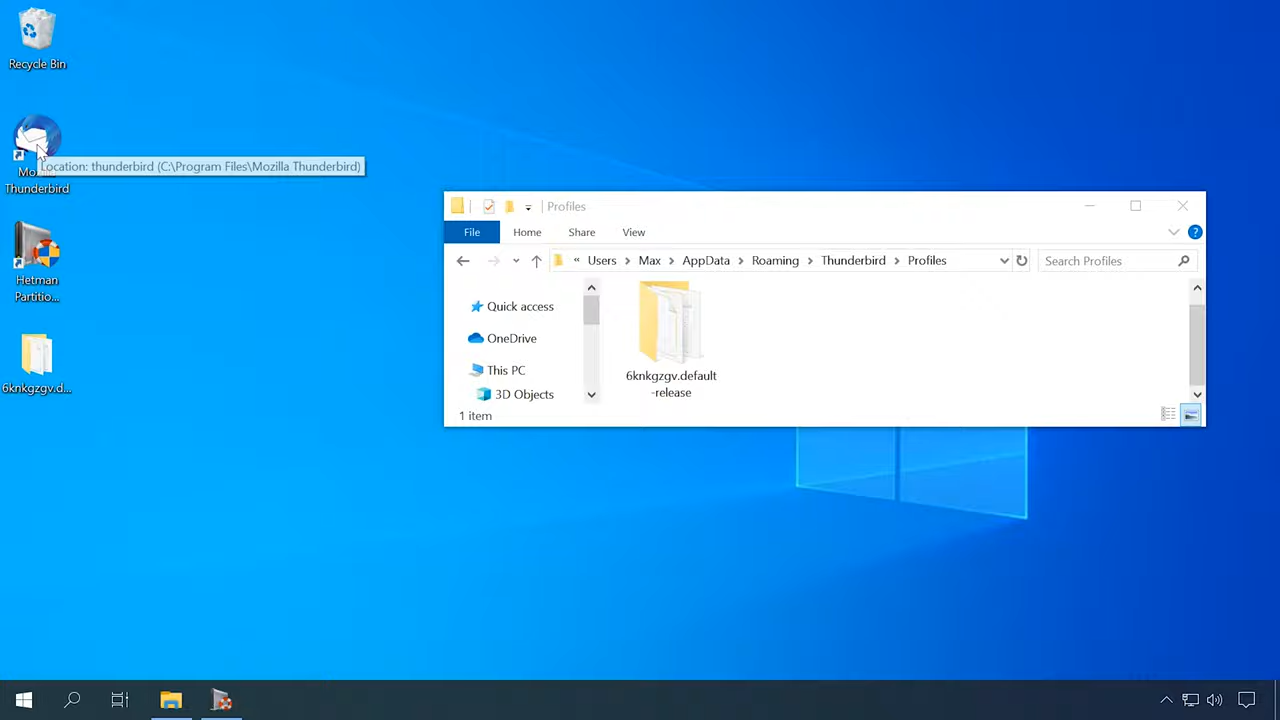 Recycle Bin
Location: thunderbird (C:\Program Files\Mozilla Thunderbird)
Thunderbird
Hetman
Partitio...
6knkgzgv.d...
Profiles
File Home Share View
« Users Max AppData Roaming Thunderbird Profiles
Search Profiles
Quick access
OneDrive
This PC
3D Objects
6knkgzgv.default
-release
1 item